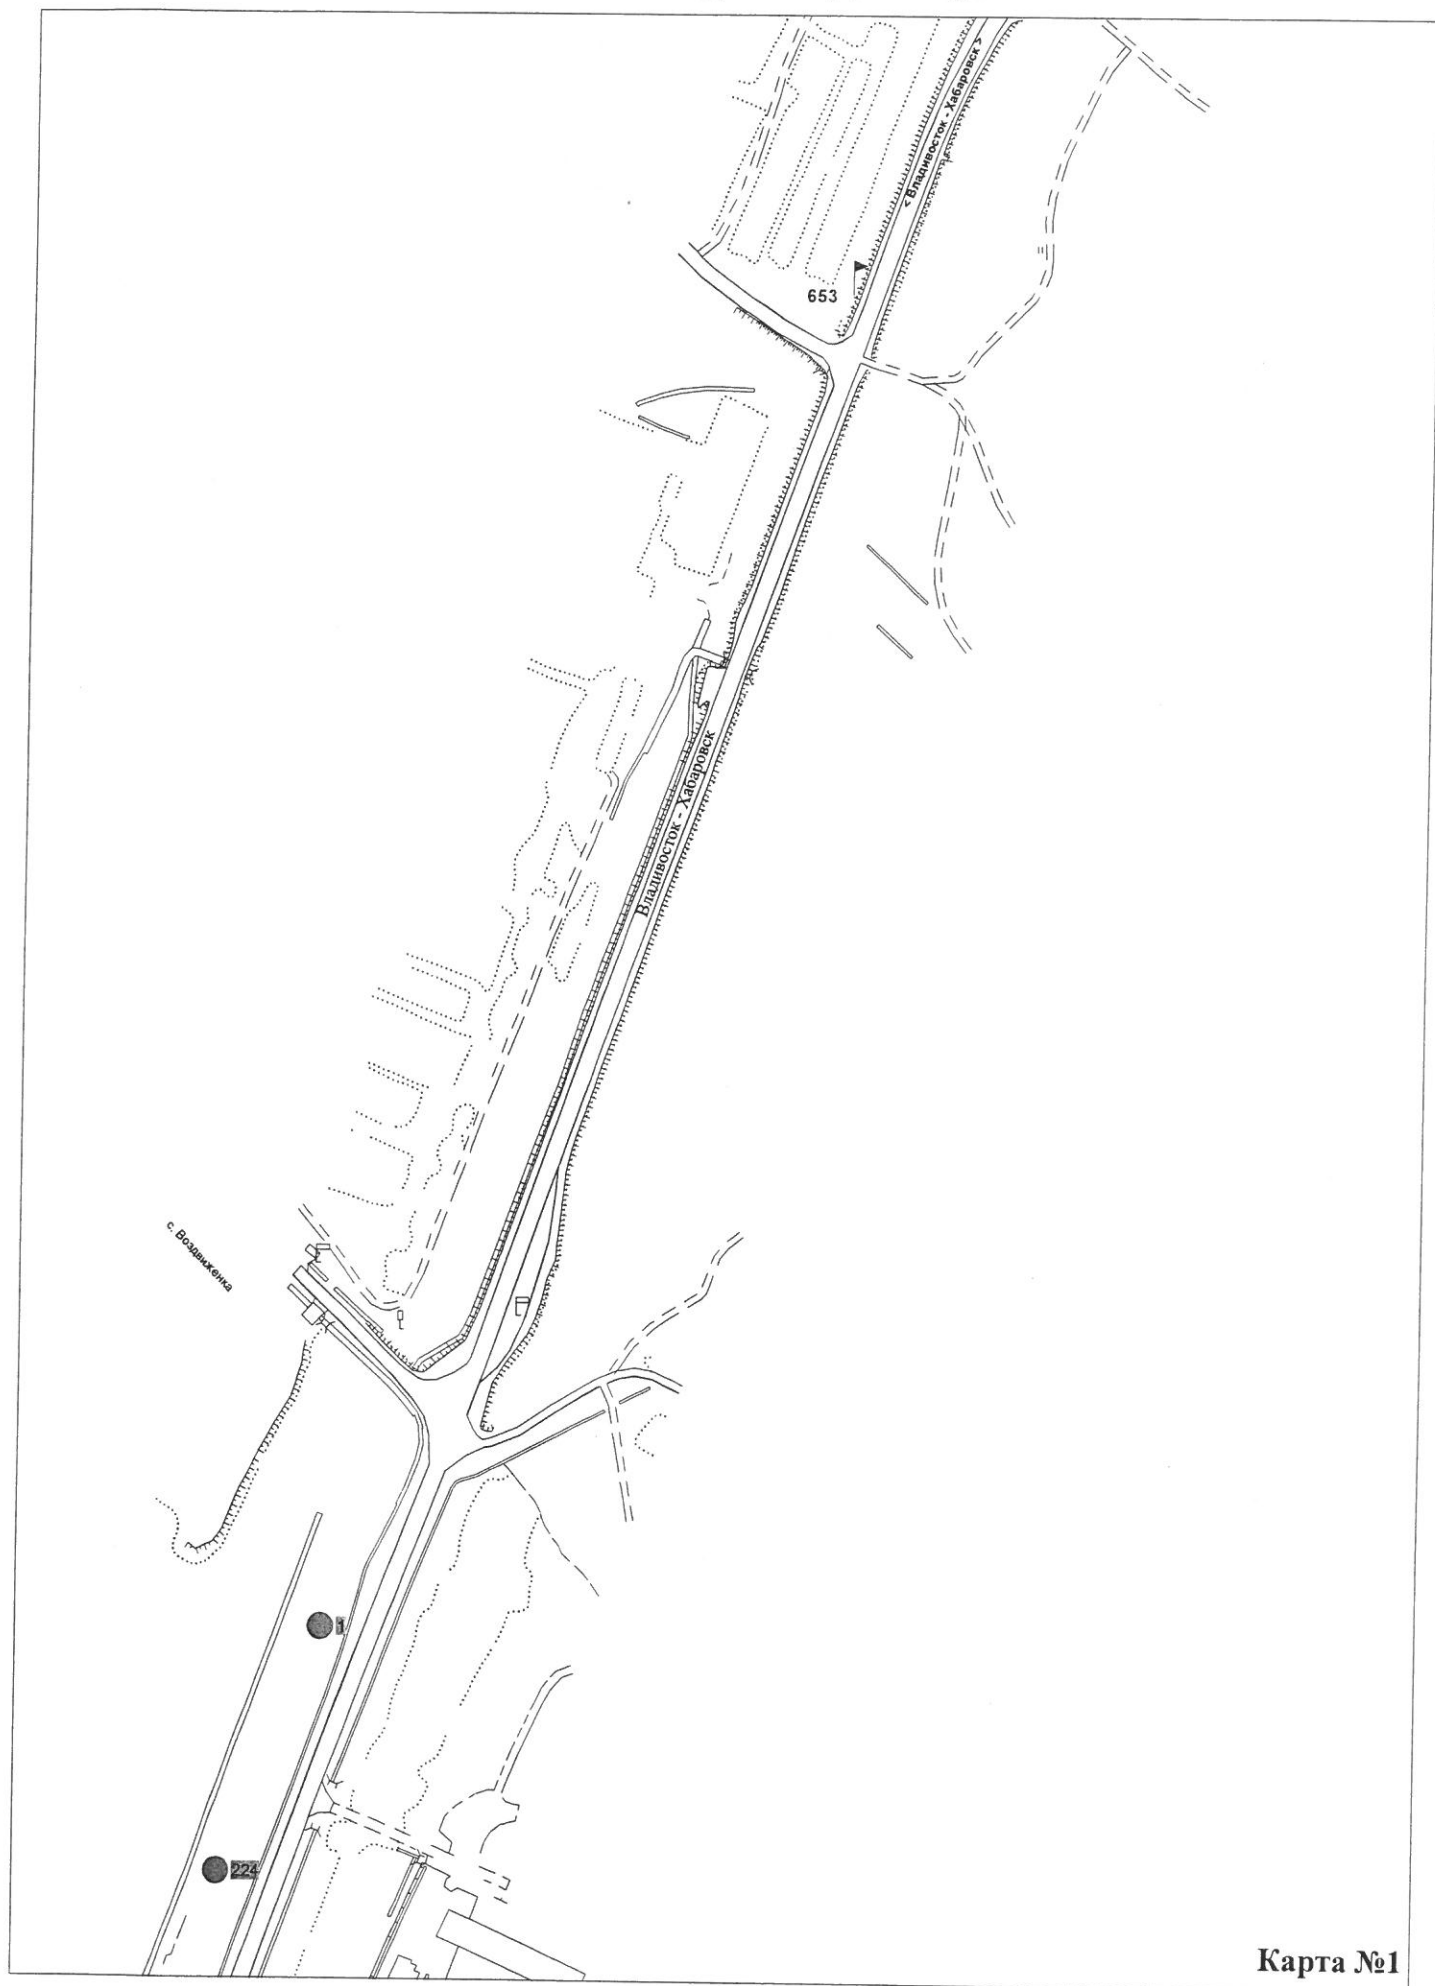 < Владивосток - Хабаровск >
653
Владивосток - Хабаровск >
с. Воздвиженка
1
224
Карта №1